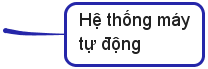 Hệ thống máy
tự động